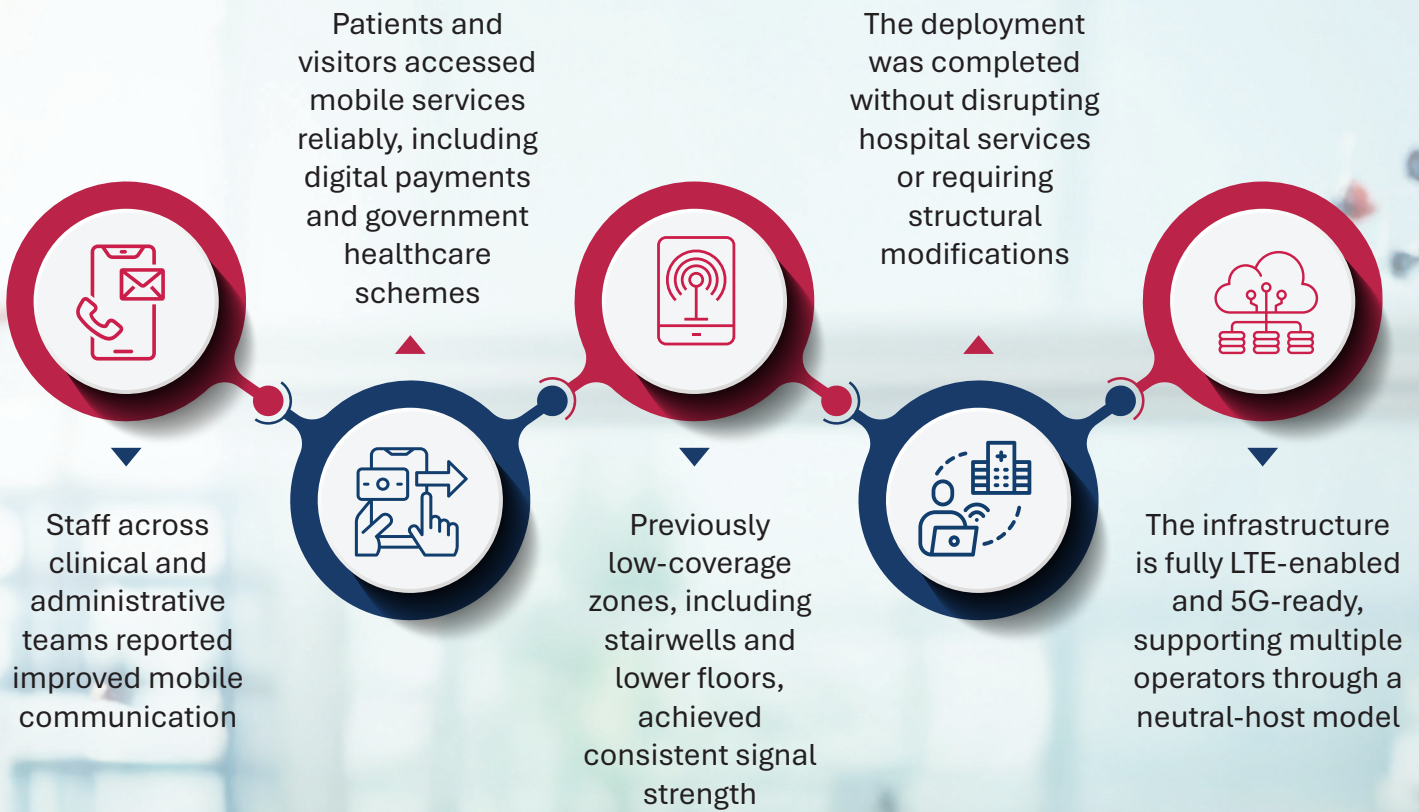 Staff across
clinical and
administrative
teams reported
improved mobile
communication
Patients and
visitors accessed
mobile services
reliably, including
digital payments
and government
healthcare
schemes
Previously
low-coverage
zones, including
stairwells and
lower floors,
achieved
consistent signal
strength
The deployment
was completed
without disrupting
hospital services
or requiring
structural
modifications
The infrastructure
is fully LTE-enabled
and 5G-ready,
supporting multiple
operators through a
neutral-host model